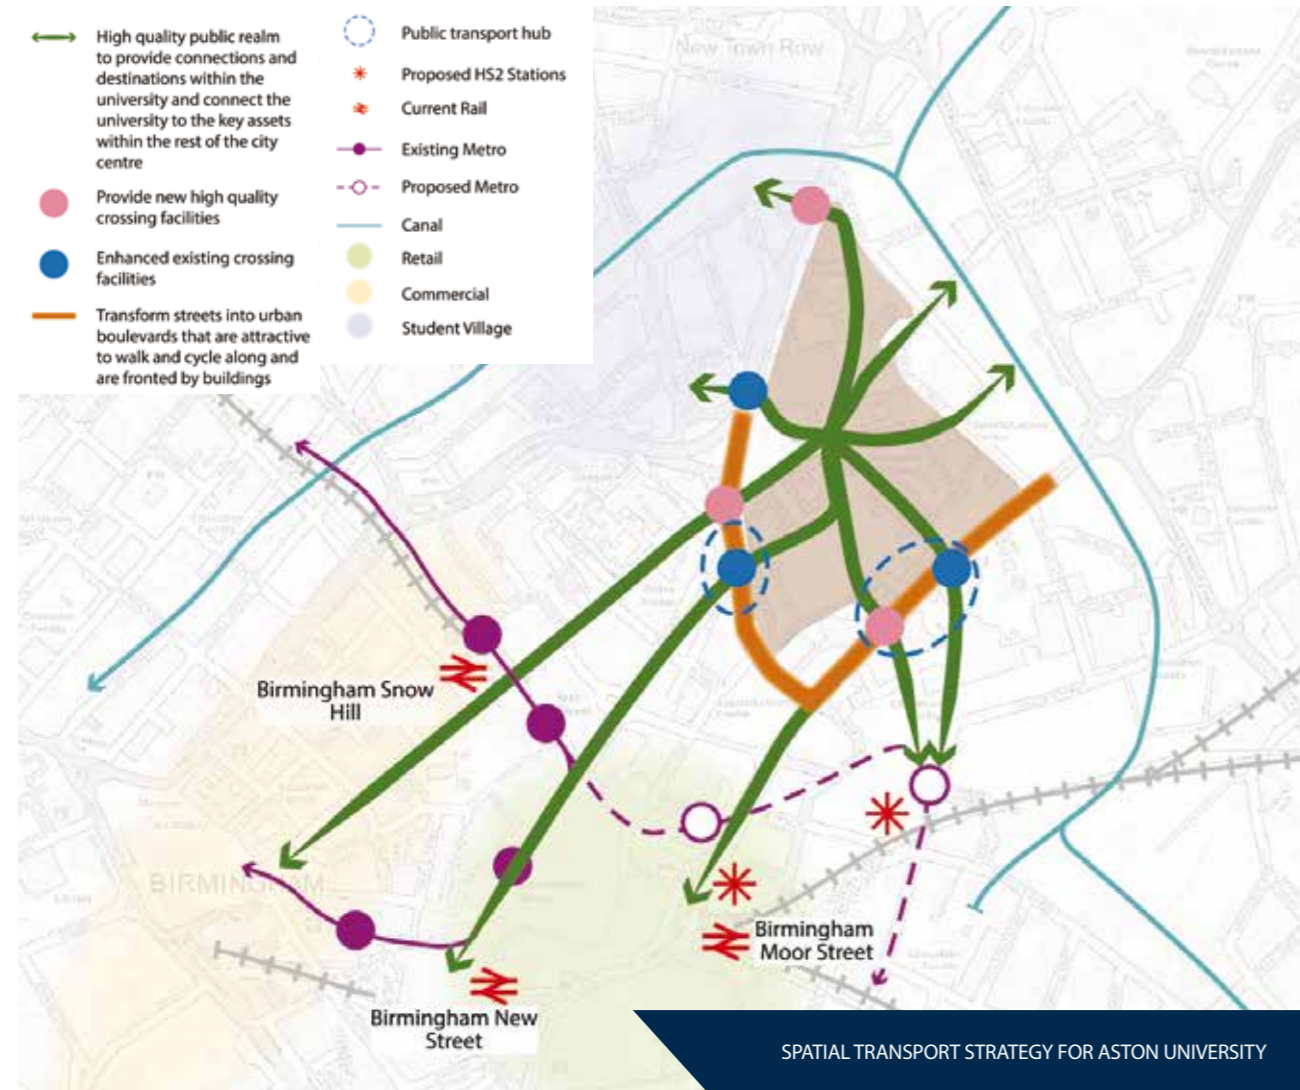 High quality public realm
to provide connections and
destinations within the
university and connect the
university to the key assets
within the rest of the city
centre
Provide new high quality
crossing facilities
Enhanced existing crossing
facilities
Transform streets into urban
boulevards that are attractive
to walk and cycle along and
are fronted by buildings
Public transport hub
Proposed HS2 Stations
Current Rail
Existing Metro
Proposed Metro
Canal
Retail
Commercial
Student Village
New Town Row
Birmingham Snow
Hill
BIRMINGHAM
Birmingham Moor Street
Birmingham New
Street
SPATIAL TRANSPORT STRATEGY FOR ASTON UNIVERSITY